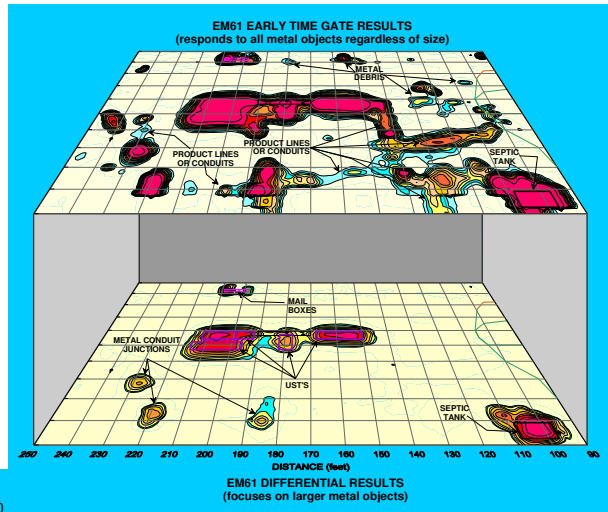 EM61 EARLY TIME GATE RESULTS
(responds to all metal objects regardless of size)
METAL
DEBRIS
PRODUCT LINES
OR CONDUITS
PRODUCT LINES
OR CONDUITS
SEPTIC
TANK
MAIL
BOXES
METAL CONDUIT
JUNCTIONS
UST'S
SEPTIC
TANK
260 250 240 230 220 210 200 190 180 170 160 150 140 130 120 110 100 90
DISTANCE (feet)
EM61 DIFFERENTIAL RESULTS
(focuses on larger metal objects)